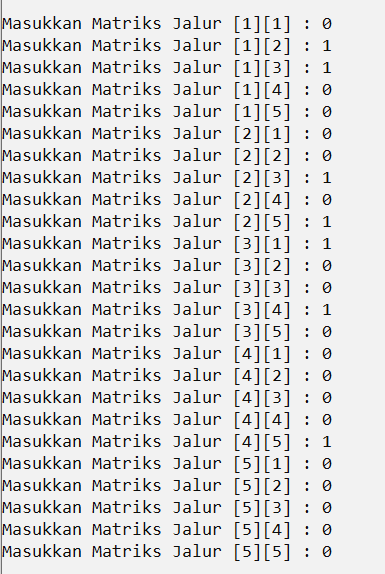 Masukkan Matriks Jalur [1][1] : 0
Masukkan Matriks Jalur [1][2] : 1
Masukkan Matriks Jalur [1][3] : 1
Masukkan Matriks Jalur [1][4] : 0
Masukkan Matriks Jalur [1][5] : 0
Masukkan Matriks Jalur [2][1] : 0
Masukkan Matriks Jalur [2][2] : 0
Masukkan Matriks Jalur [2][3] : 1
Masukkan Matriks Jalur [2][4] : 0
Masukkan Matriks Jalur [2][5] : 1
Masukkan Matriks Jalur [3][1] : 1
Masukkan Matriks Jalur [3][2] : 0
Masukkan Matriks Jalur [3][3] : 0
Masukkan Matriks Jalur [3][4] : 1
Masukkan Matriks Jalur [3][5] : 0
Masukkan Matriks Jalur [4][1] : 0
Masukkan Matriks Jalur [4][2] : 0
Masukkan Matriks Jalur [4][3] : 0
Masukkan Matriks Jalur [4][4] : 0
Masukkan Matriks Jalur [4][5] : 1
Masukkan Matriks Jalur [5][1] : 0
Masukkan Matriks Jalur [5][2] : 0
Masukkan Matriks Jalur [5][3] : 0
Masukkan Matriks Jalur [5][4] : 0
Masukkan Matriks Jalur [5][5] : 0